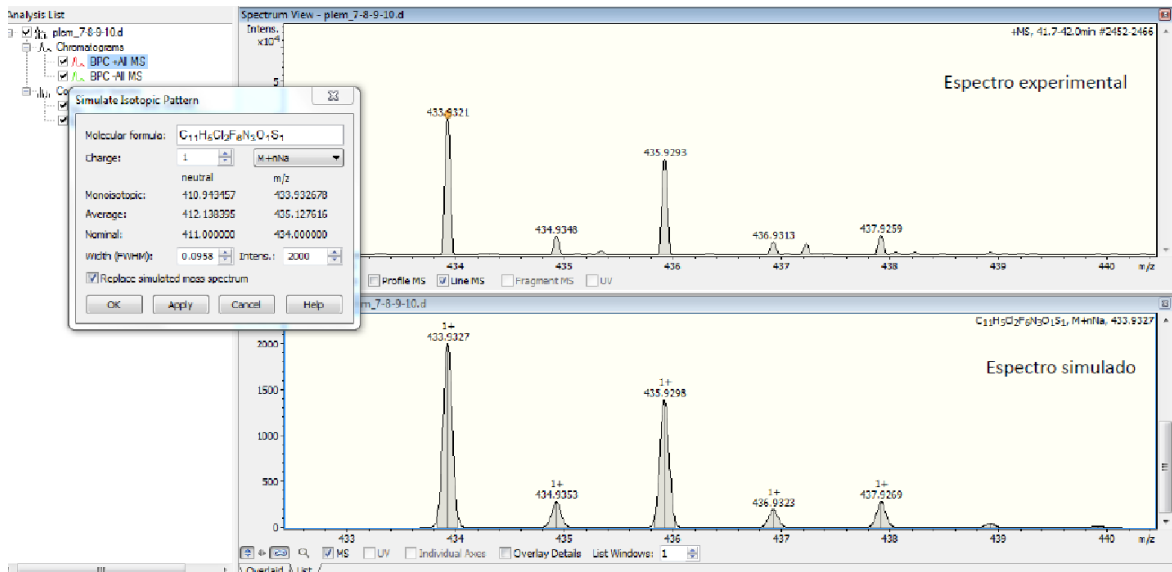 Analysis List
plem_7-8-9-10.d
Chromatograms
BPC +All MS
BPC -All MS
Simulate Isotopic Pattern
Molecular formula:
Charge: 1 M+nNa
neutral m/z
Monoisotopic: 410.943457 433.932678
Average: 412.138395 435.127616
Nominal: 411.000000 434.000000
Width (FWHM): 0.0958 Intens.: 2000
Replace simulated mass spectrum
OK Apply Cancel Help
Spectrum View - plem_7-8-9-10.d
Intens.
x10⁴
+MS, 41.7-42.0min #2452-2466
Espectro experimental
5
433.9321
435.9293
434.9348
436.9313
437.9259
434 435 436 437 438 439 440 m/z
Profile MS Line MS Fragment MS UV
m_7-8-9-10.d
C₁₁H₅Cl₂F₆N₃O₁S₁, M+nNa, 433.9327
Espectro simulado
2000
1500
1000
500
0
1+
433.9327
1+
435.9298
1+
434.9353
1+
436.9323
1+
437.9269
433 434 435 436 437 438 439 440 m/z
MS UV Individual Axes Overlay Details List Windows: 1
Overlaid List